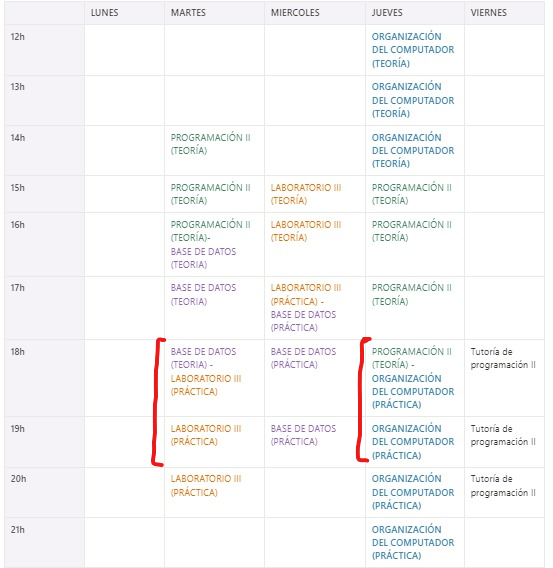 LUNES MARTES MIERCOLES JUEVES VIERNES
12h
ORGANIZACIÓN
DEL COMPUTADOR
(TEORÍA)
13h
ORGANIZACIÓN
DEL COMPUTADOR
(TEORÍA)
14h
PROGRAMACIÓN II
(TEORÍA)
ORGANIZACIÓN
DEL COMPUTADOR
(TEORÍA)
15h
PROGRAMACIÓN II
(TEORÍA)
LABORATORIO III
(TEORÍA)
PROGRAMACIÓN II
(TEORÍA)
16h
PROGRAMACIÓN II
(TEORÍA)-
BASE DE DATOS
(TEORIA)
LABORATORIO III
(TEORÍA)
PROGRAMACIÓN II
(TEORÍA)
17h
BASE DE DATOS
(TEORIA)
LABORATORIO III
(PRÁCTICA) -
BASE DE DATOS
(PRÁCTICA)
PROGRAMACIÓN II
(TEORÍA)
18h
BASE DE DATOS
(TEORIA) -
LABORATORIO III
(PRÁCTICA)
BASE DE DATOS
(PRÁCTICA)
PROGRAMACIÓN II
(TEORÍA) -
ORGANIZACIÓN
DEL COMPUTADOR
(PRÁCTICA)
Tutoría de
programación II
19h
LABORATORIO III
(PRÁCTICA)
BASE DE DATOS
(PRÁCTICA)
ORGANIZACIÓN
DEL COMPUTADOR
(PRÁCTICA)
Tutoría de
programación II
20h
LABORATORIO III
(PRÁCTICA)
ORGANIZACIÓN
DEL COMPUTADOR
(PRÁCTICA)
Tutoría de
programación II
21h
ORGANIZACIÓN
DEL COMPUTADOR
(PRÁCTICA)